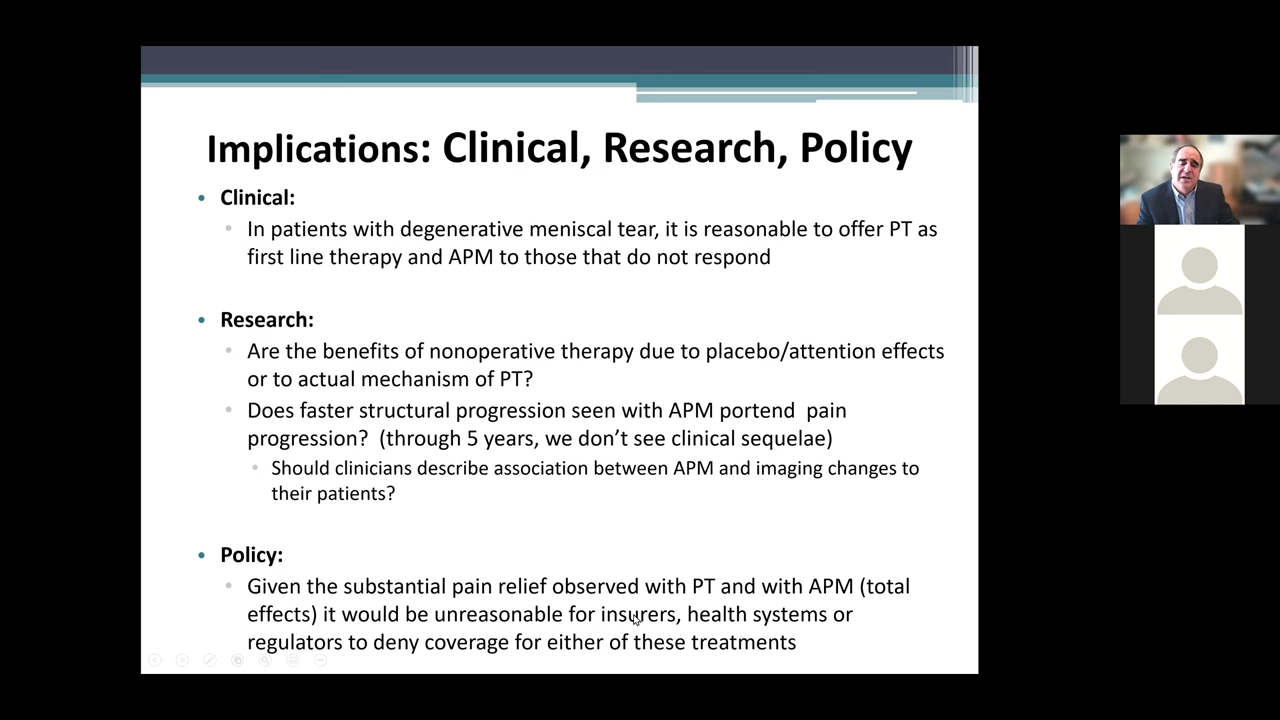 Implications: Clinical, Research, Policy
• Clinical:
• In patients with degenerative meniscal tear, it is reasonable to offer PT as
first line therapy and APM to those that do not respond
• Research:
• Are the benefits of nonoperative therapy due to placebo/attention effects
or to actual mechanism of PT?
• Does faster structural progression seen with APM portend  pain
progression?  (through 5 years, we don’t see clinical sequelae)
• Should clinicians describe association between APM and imaging changes to
their patients?
• Policy:
• Given the substantial pain relief observed with PT and with APM (total
effects) it would be unreasonable for insurers, health systems or
regulators to deny coverage for either of these treatments